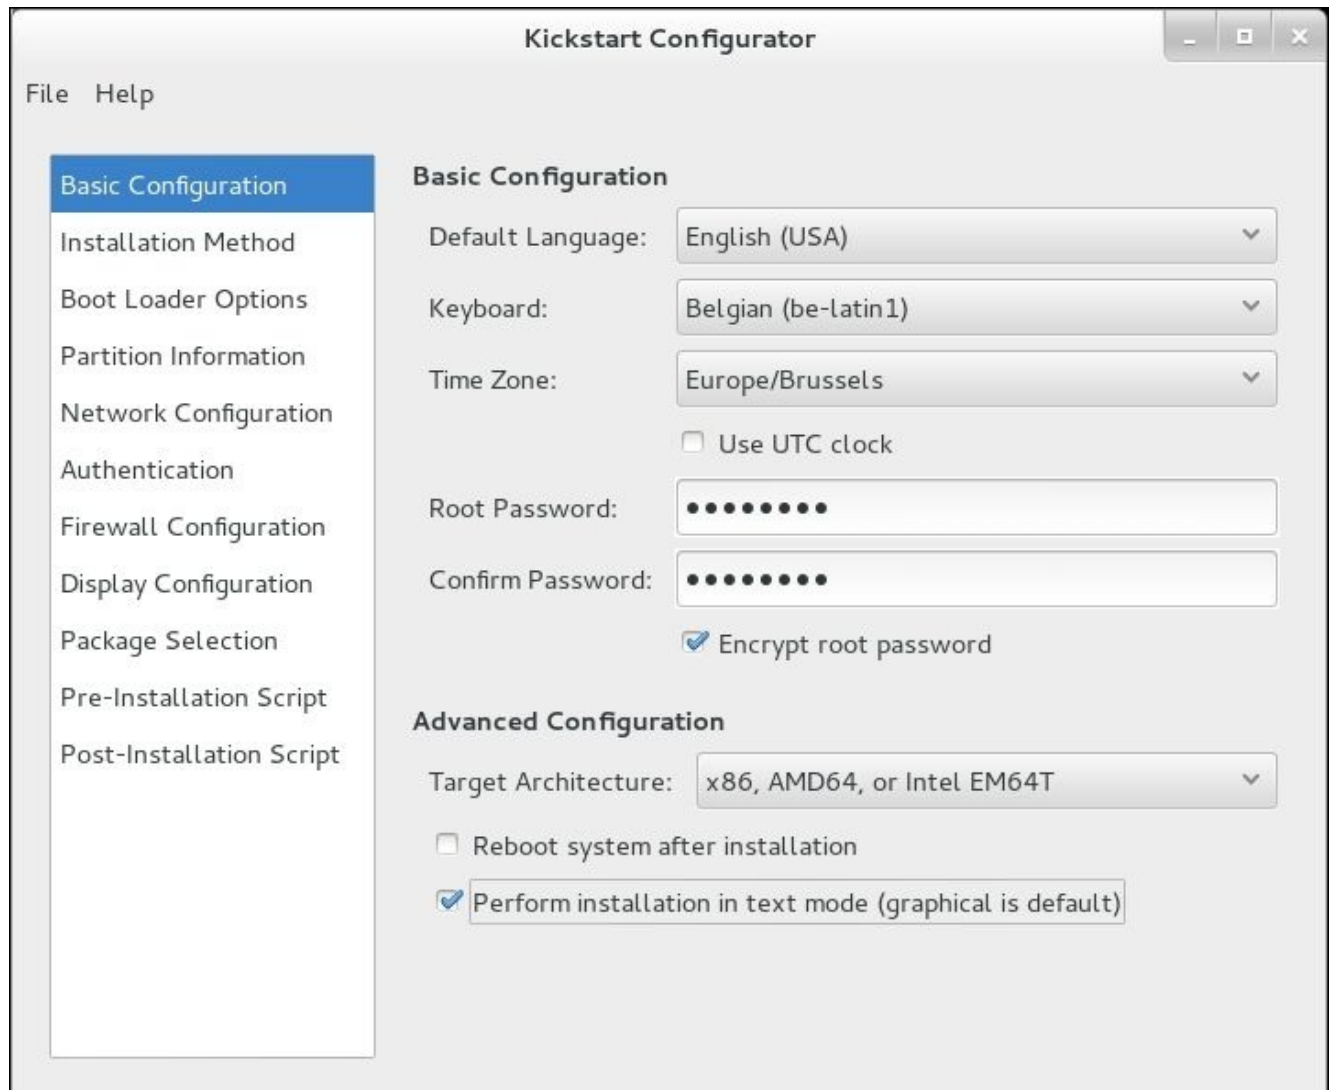 Kickstart Configurator
File Help
Basic Configuration
Installation Method
Boot Loader Options
Partition Information
Network Configuration
Authentication
Firewall Configuration
Display Configuration
Package Selection
Pre-Installation Script
Post-Installation Script
Basic Configuration
Default Language: English (USA)
Keyboard: Belgian (be-latin1)
Time Zone: Europe/Brussels
Use UTC clock
Root Password: ●●●●●●●●
Confirm Password: ●●●●●●●●
Encrypt root password
Advanced Configuration
Target Architecture: x86, AMD64, or Intel EM64T
Reboot system after installation
Perform installation in text mode (graphical is default)